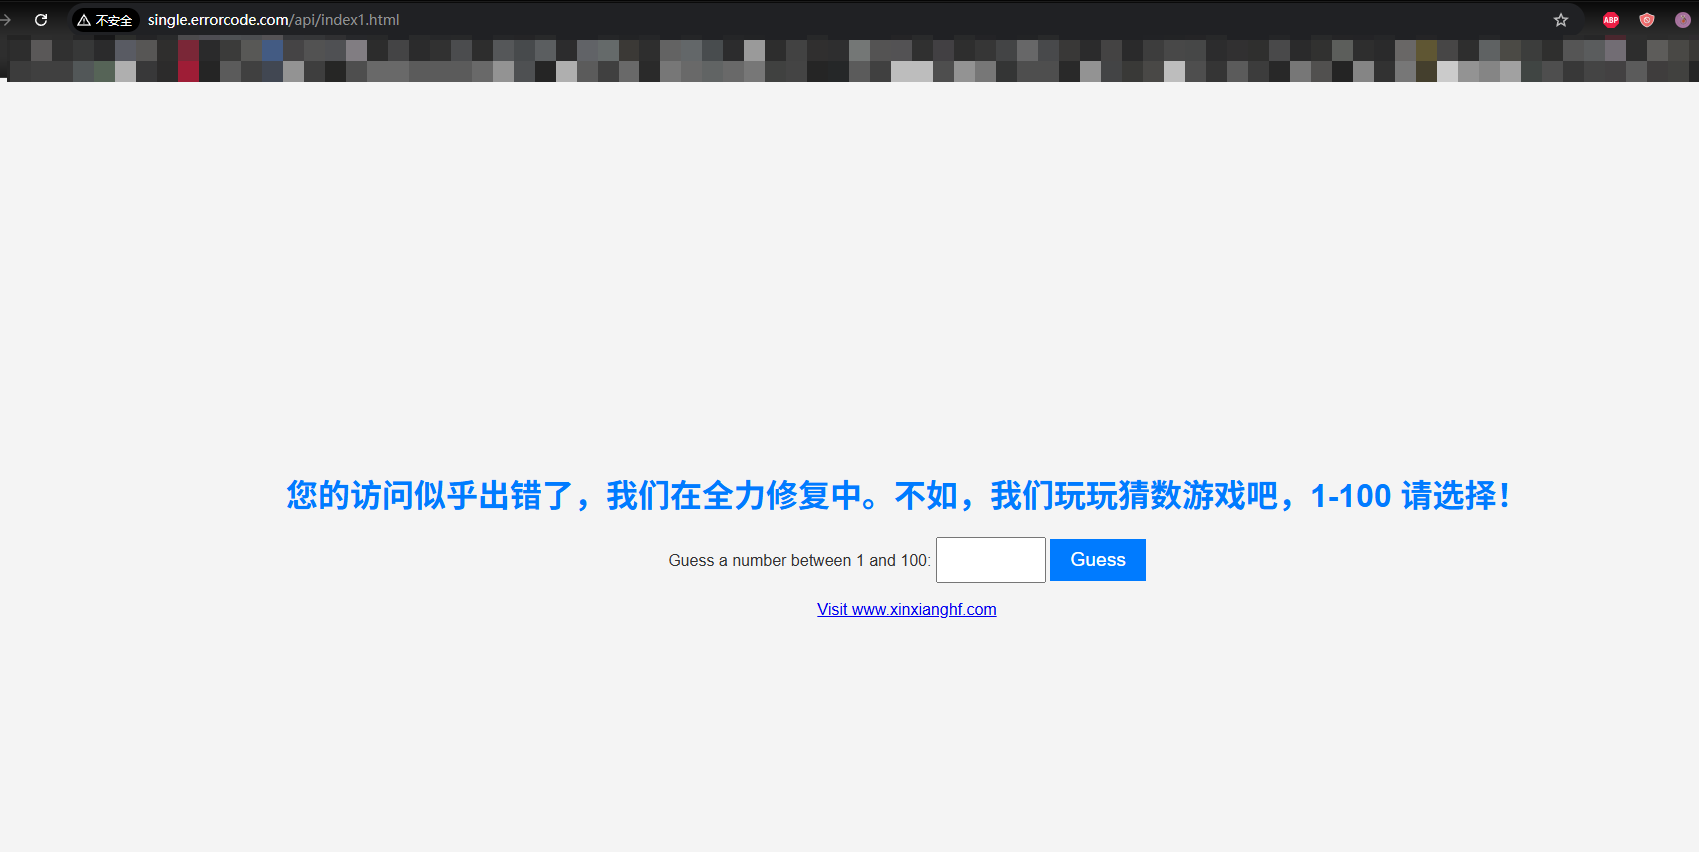 不安全 single.errorcode.com/api/index1.html ABP
您的访问似乎出错了，我们在全力修复中。不如，我们玩玩猜数游戏吧，1-100 请选择！
Guess a number between 1 and 100: Guess
Visit www.xinxianghf.com